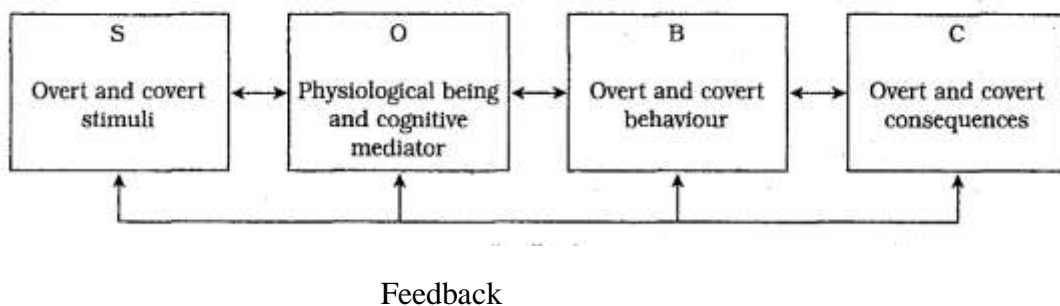 S
Overt and covert
stimuli
O
Physiological being
and cognitive
mediator
B
Overt and covert
behaviour
C
Overt and covert
consequences
Feedback